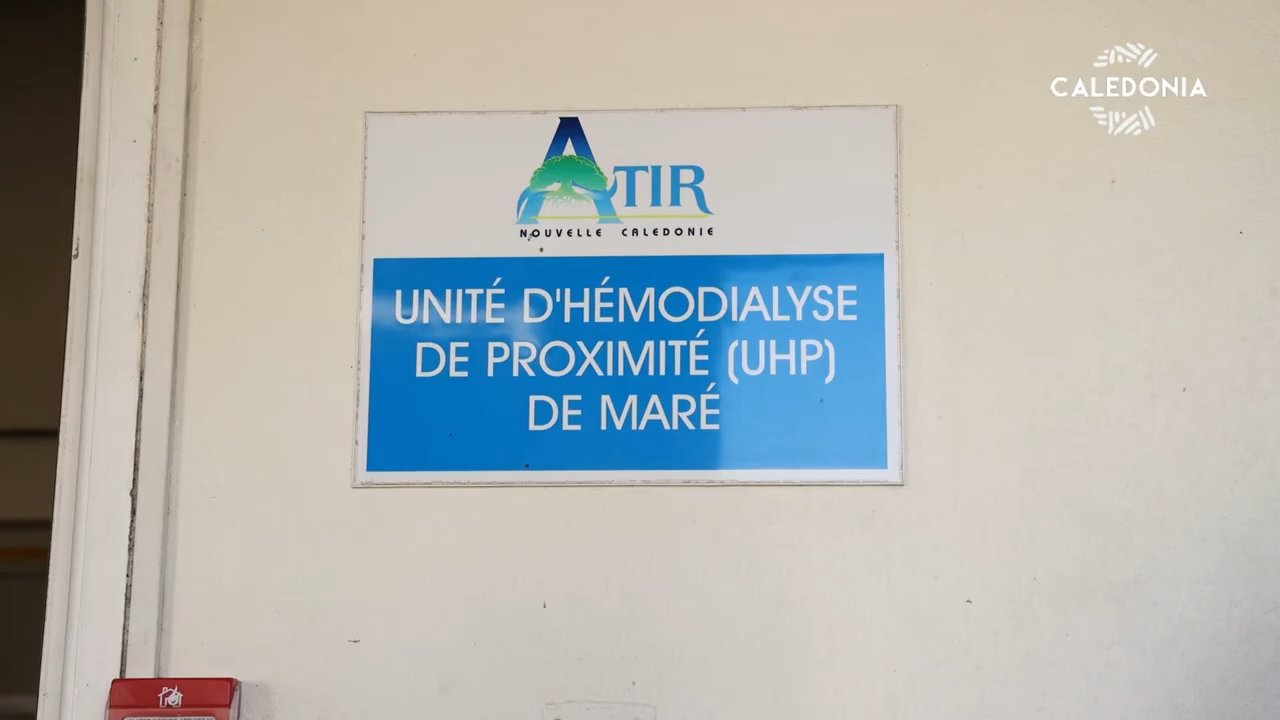 CALEDONIA
ATIR
NOUVELLE CALEDONIE
UNITÉ D'HÉMODIALYSE
DE PROXIMITÉ (UHP)
DE MARÉ